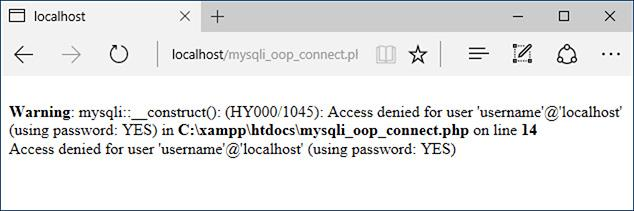 localhost
localhost/mysqli_oop_connect.pl
Warning: mysqli::__construct(): (HY000/1045): Access denied for user 'username'@'localhost'
(using password: YES) in C:\xampp\htdocs\mysqli_oop_connect.php on line 14
Access denied for user 'username'@'localhost' (using password: YES)